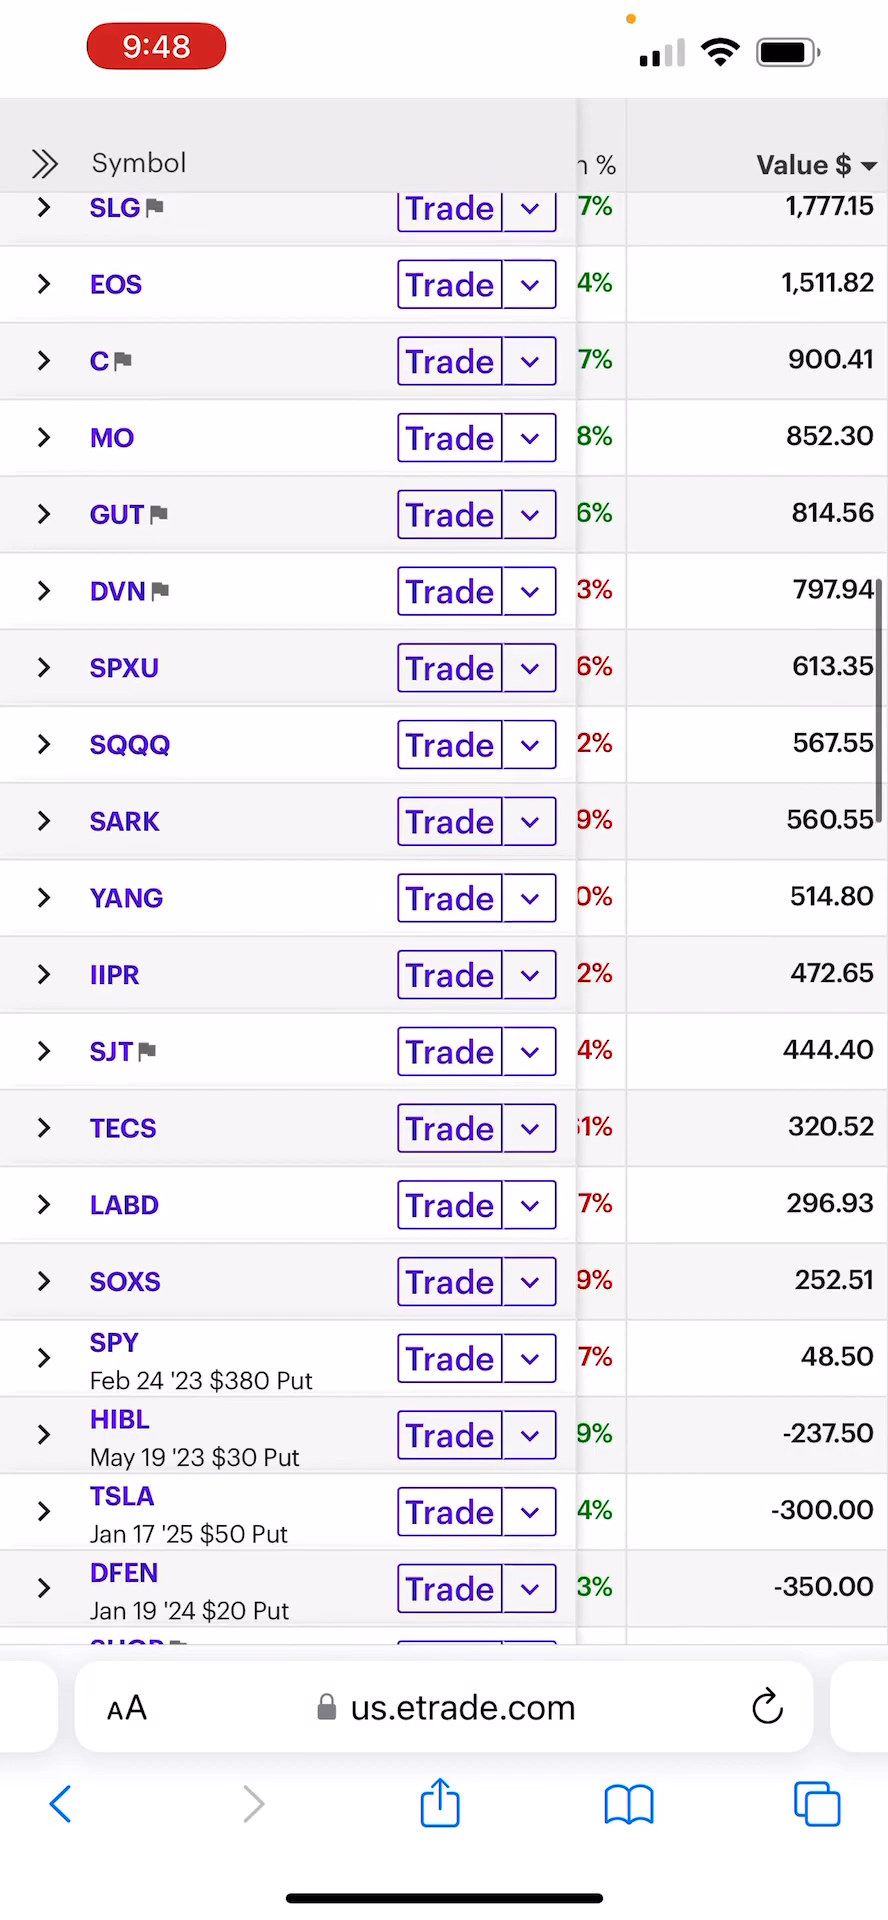 9:48
Symbol n % Value $
SLG Trade 7% 1,777.15
EOS Trade 4% 1,511.82
C Trade 7% 900.41
MO Trade 8% 852.30
GUT Trade 6% 814.56
DVN Trade 3% 797.94
SPXU Trade 6% 613.35
SQQQ Trade 2% 567.55
SARK Trade 9% 560.55
YANG Trade 0% 514.80
IIPR Trade 2% 472.65
SJT Trade 4% 444.40
TECS Trade 1% 320.52
LABD Trade 7% 296.93
SOXS Trade 9% 252.51
SPY Trade 7% 48.50
Feb 24 '23 $380 Put
HIBL Trade 9% -237.50
May 19 '23 $30 Put
TSLA Trade 4% -300.00
Jan 17 '25 $50 Put
DFEN Trade 3% -350.00
Jan 19 '24 $20 Put
AA us.etrade.com